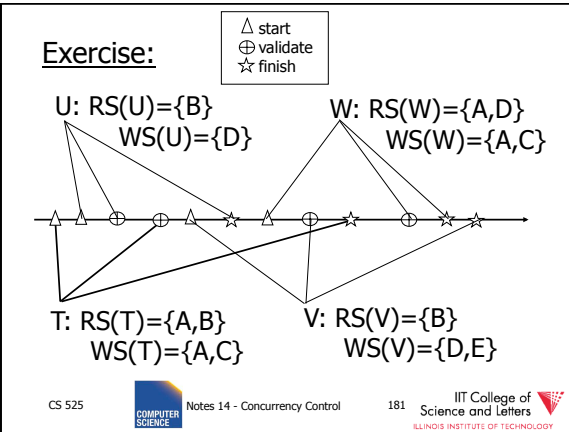 start
validate
finish
Exercise:
U: RS(U)={B}
WS(U)={D}
W: RS(W)={A,D}
WS(W)={A,C}
T: RS(T)={A,B}
WS(T)={A,C}
V: RS(V)={B}
WS(V)={D,E}
CS 525
COMPUTER
SCIENCE
Notes 14 - Concurrency Control
181
IIT College of
Science and Letters
ILLINOIS INSTITUTE OF TECHNOLOGY